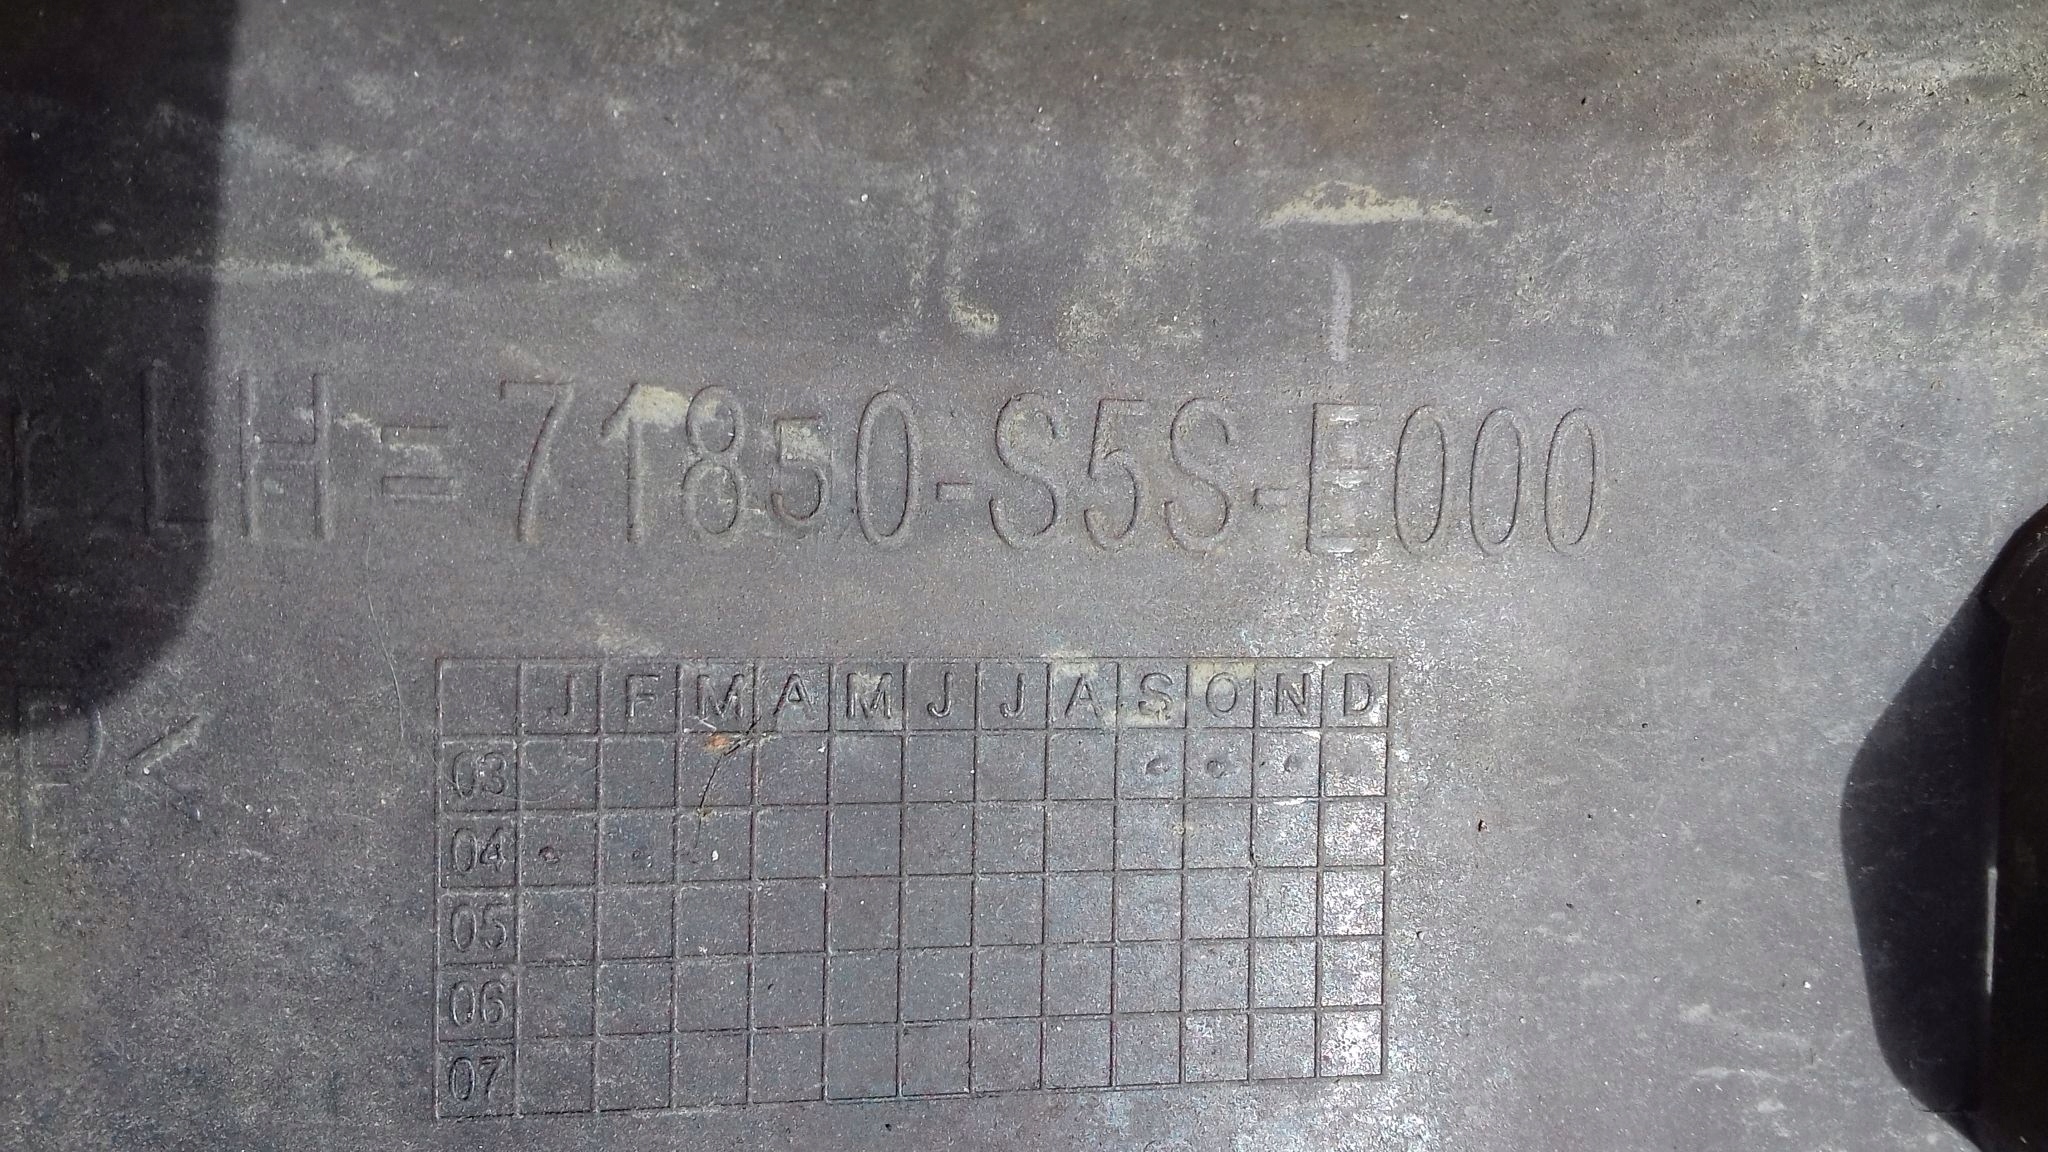 r LH=71850-S5S-E000
P<
J F M A M J J A S O N D
03
04
05
06
07